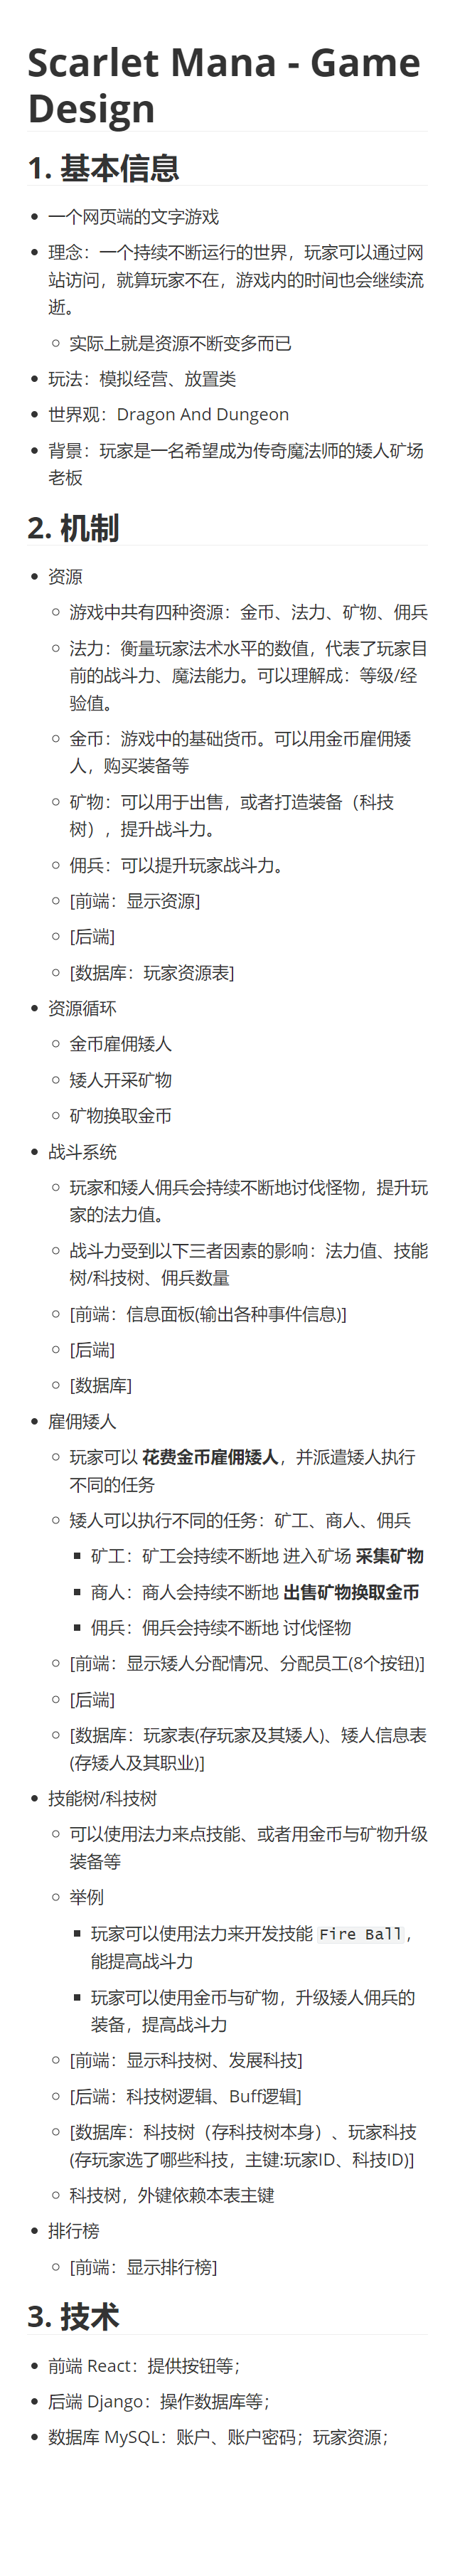 Scarlet Mana - Game
Design
1. 基本信息
一个网页端的文字游戏
理念：一个持续不断运行的世界，玩家可以通过网
站访问，就算玩家不在，游戏内的时间也会继续流
逝。
实际上就是资源不断变多而已
玩法：模拟经营、放置类
世界观：Dragon And Dungeon
背景：玩家是一名希望成为传奇魔法师的矮人矿场
老板
2. 机制
资源
游戏中共有四种资源：金币、法力、矿物、佣兵
法力：衡量玩家法术水平的数值，代表了玩家目
前的战斗力、魔法能力。可以理解成：等级/经
验值。
金币：游戏中的基础货币。可以用金币雇佣矮
人，购买装备等
矿物：可以用于出售，或者打造装备（科技
树），提升战斗力。
佣兵：可以提升玩家战斗力。
[前端：显示资源]
[后端]
[数据库：玩家资源表]
资源循环
金币雇佣矮人
矮人开采矿物
矿物换取金币
战斗系统
玩家和矮人佣兵会持续不断地讨伐怪物，提升玩
家的法力值。
战斗力受到以下三者因素的影响：法力值、技能
树/科技树、佣兵数量
[前端：信息面板(输出各种事件信息)]
[后端]
[数据库]
雇佣矮人
玩家可以 花费金币雇佣矮人，并派遣矮人执行
不同的任务
矮人可以执行不同的任务：矿工、商人、佣兵
矿工：矿工会持续不断地 进入矿场 采集矿物
商人：商人会持续不断地 出售矿物换取金币
佣兵：佣兵会持续不断地 讨伐怪物
[前端：显示矮人分配情况、分配员工(8个按钮)]
[后端]
[数据库：玩家表(存玩家及其矮人)、矮人信息表
(存矮人及其职业)]
技能树/科技树
可以使用法力来点技能、或者用金币与矿物升级
装备等
举例
玩家可以使用法力来开发技能 Fire Ball，
能提高战斗力
玩家可以使用金币与矿物，升级矮人佣兵的
装备，提高战斗力
[前端：显示科技树、发展科技]
[后端：科技树逻辑、Buff逻辑]
[数据库：科技树（存科技树本身）、玩家科技
(存玩家选了哪些科技，主键:玩家ID、科技ID)]
科技树，外键依赖本表主键
排行榜
[前端：显示排行榜]
3. 技术
前端 React：提供按钮等；
后端 Django：操作数据库等；
数据库 MySQL：账户、账户密码；玩家资源；